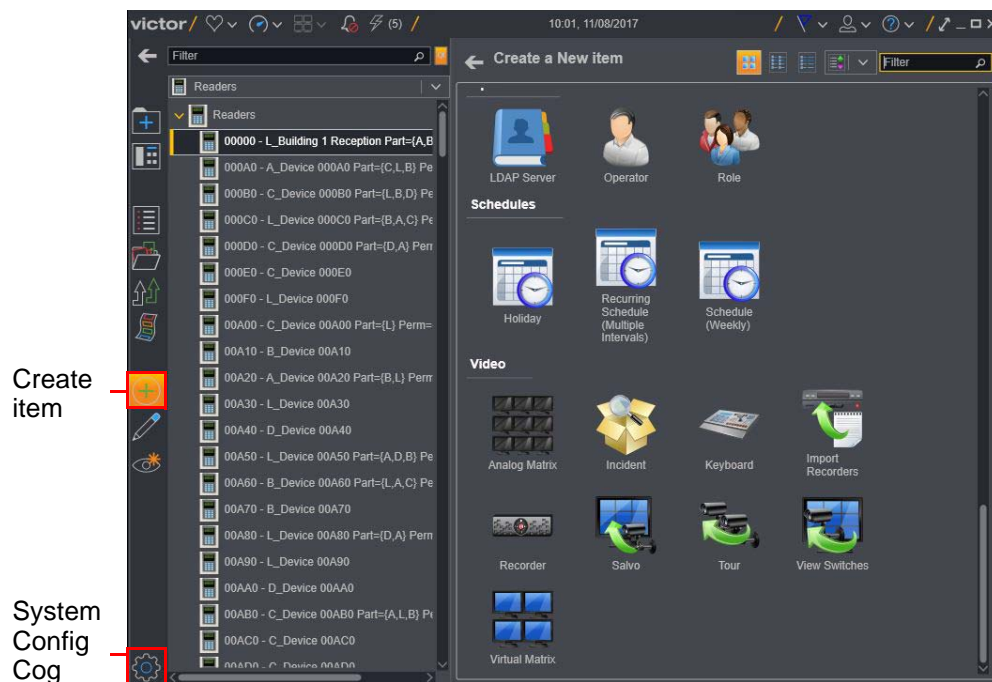 victor/ (5) / 10:01, 11/08/2017 /
Filter
Create a New item
Filter
Readers
Readers
00000 - L_Building 1 Reception Part={A,B
000A0 - A_Device 000A0 Part={C,L,B} Pe
000B0 - C_Device 000B0 Part={L,B,D} Pe
000C0 - L_Device 000C0 Part={B,A,C} Pe
000D0 - C_Device 000D0 Part={D,A} Perm
000E0 - C_Device 000E0
000F0 - L_Device 000F0
00A00 - C_Device 00A00 Part={L} Perm=
00A10 - B_Device 00A10
00A20 - A_Device 00A20 Part={B,L} Perm
00A30 - L_Device 00A30
00A40 - D_Device 00A40
00A50 - L_Device 00A50 Part={A,D,B} Pe
00A60 - B_Device 00A60 Part={L,A,C} Pe
00A70 - B_Device 00A70
00A80 - L_Device 00A80 Part={D,A} Perm
00A90 - L_Device 00A90
00AA0 - D_Device 00AA0
00AB0 - C_Device 00AB0 Part={A,L,B} Pe
00AC0 - C_Device 00AC0
00AD0 - C_Device 00AD0
LDAP Server
Operator
Role
Schedules
Holiday
Recurring
Schedule
(Multiple
Intervals)
Schedule
(Weekly)
Video
Analog Matrix
Incident
Keyboard
Import
Recorders
Recorder
Salvo
Tour
View Switches
Virtual Matrix
Create
item
System
Config
Cog